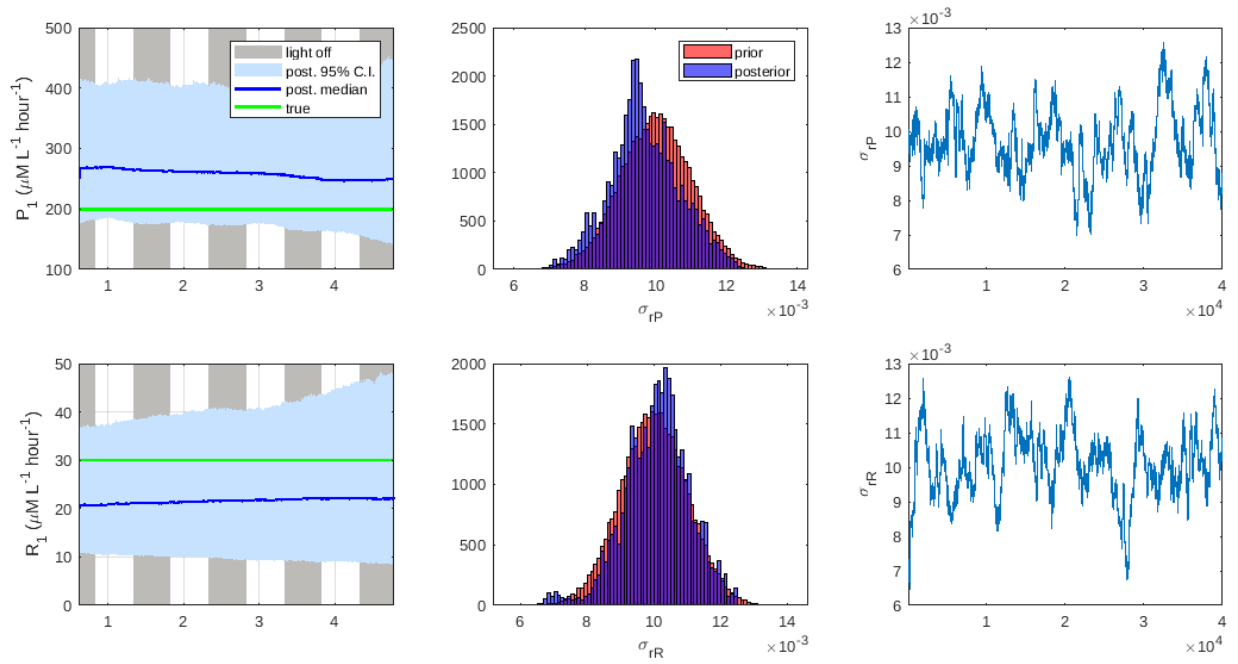 500
400
300
200
100
P1 (μM L-1 hour-1)
1 2 3 4
light off
post. 95% C.I.
post. median
true
2500
2000
1500
1000
500
0
6 8 10 12 14
σrP
×10-3
prior
posterior
×10-3
13
12
11
10
9
8
7
6
σrP
1 2 3 4
×104
50
40
30
20
10
0
R1 (μM L-1 hour-1)
1 2 3 4
2000
1500
1000
500
0
6 8 10 12 14
σrR
×10-3
×10-3
13
12
11
10
9
8
7
6
σrR
1 2 3 4
×104